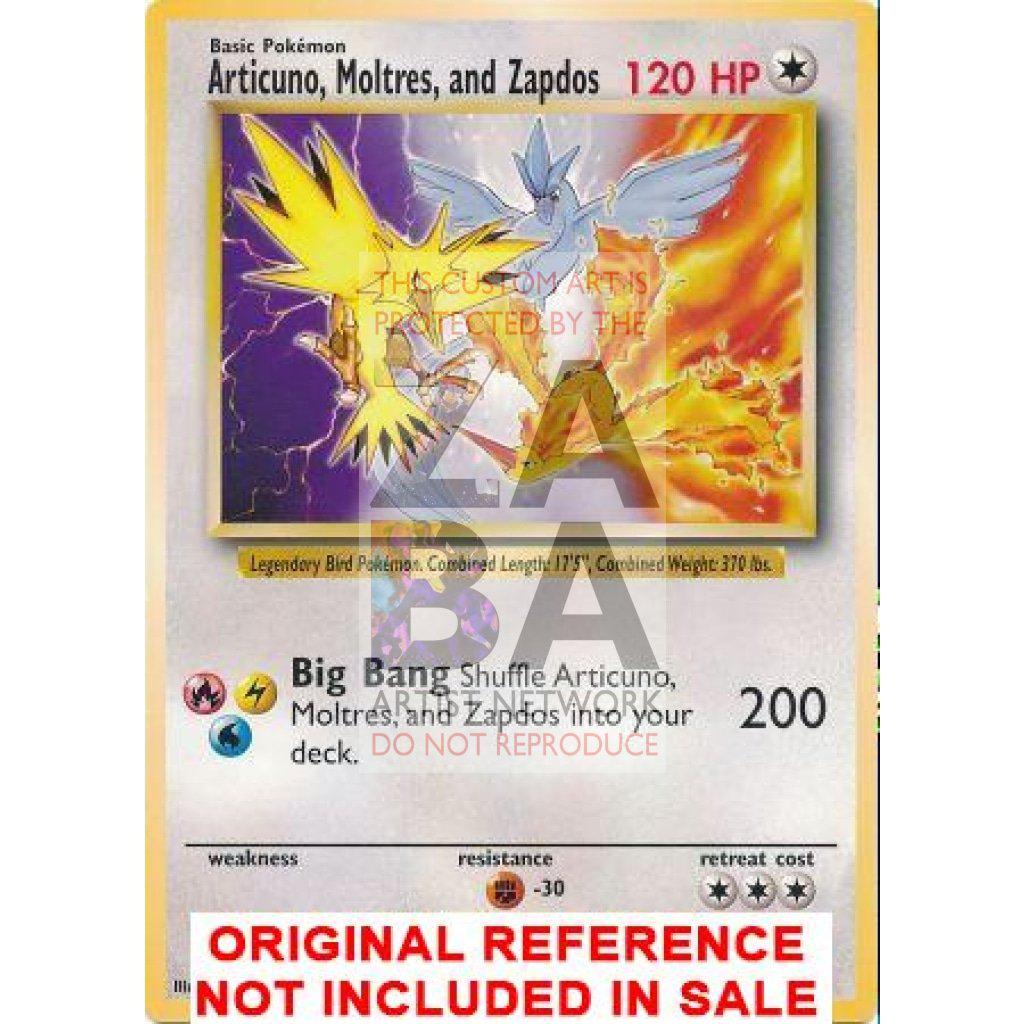 Basic Pokémon
Articuno, Moltres, and Zapdos 120 HP
THIS CUSTOM ART IS
PROTECTED BY THE
ZA
BA
ARTIST NETWORK
DO NOT REPRODUCE
Legendary Bird Pokémon. Combined Length: 17'5", Combined Weight: 370 lbs.
Big Bang Shuffle Articuno,
Moltres, and Zapdos into your
deck.
200
weakness resistance retreat cost
-30
ORIGINAL REFERENCE
NOT INCLUDED IN SALE